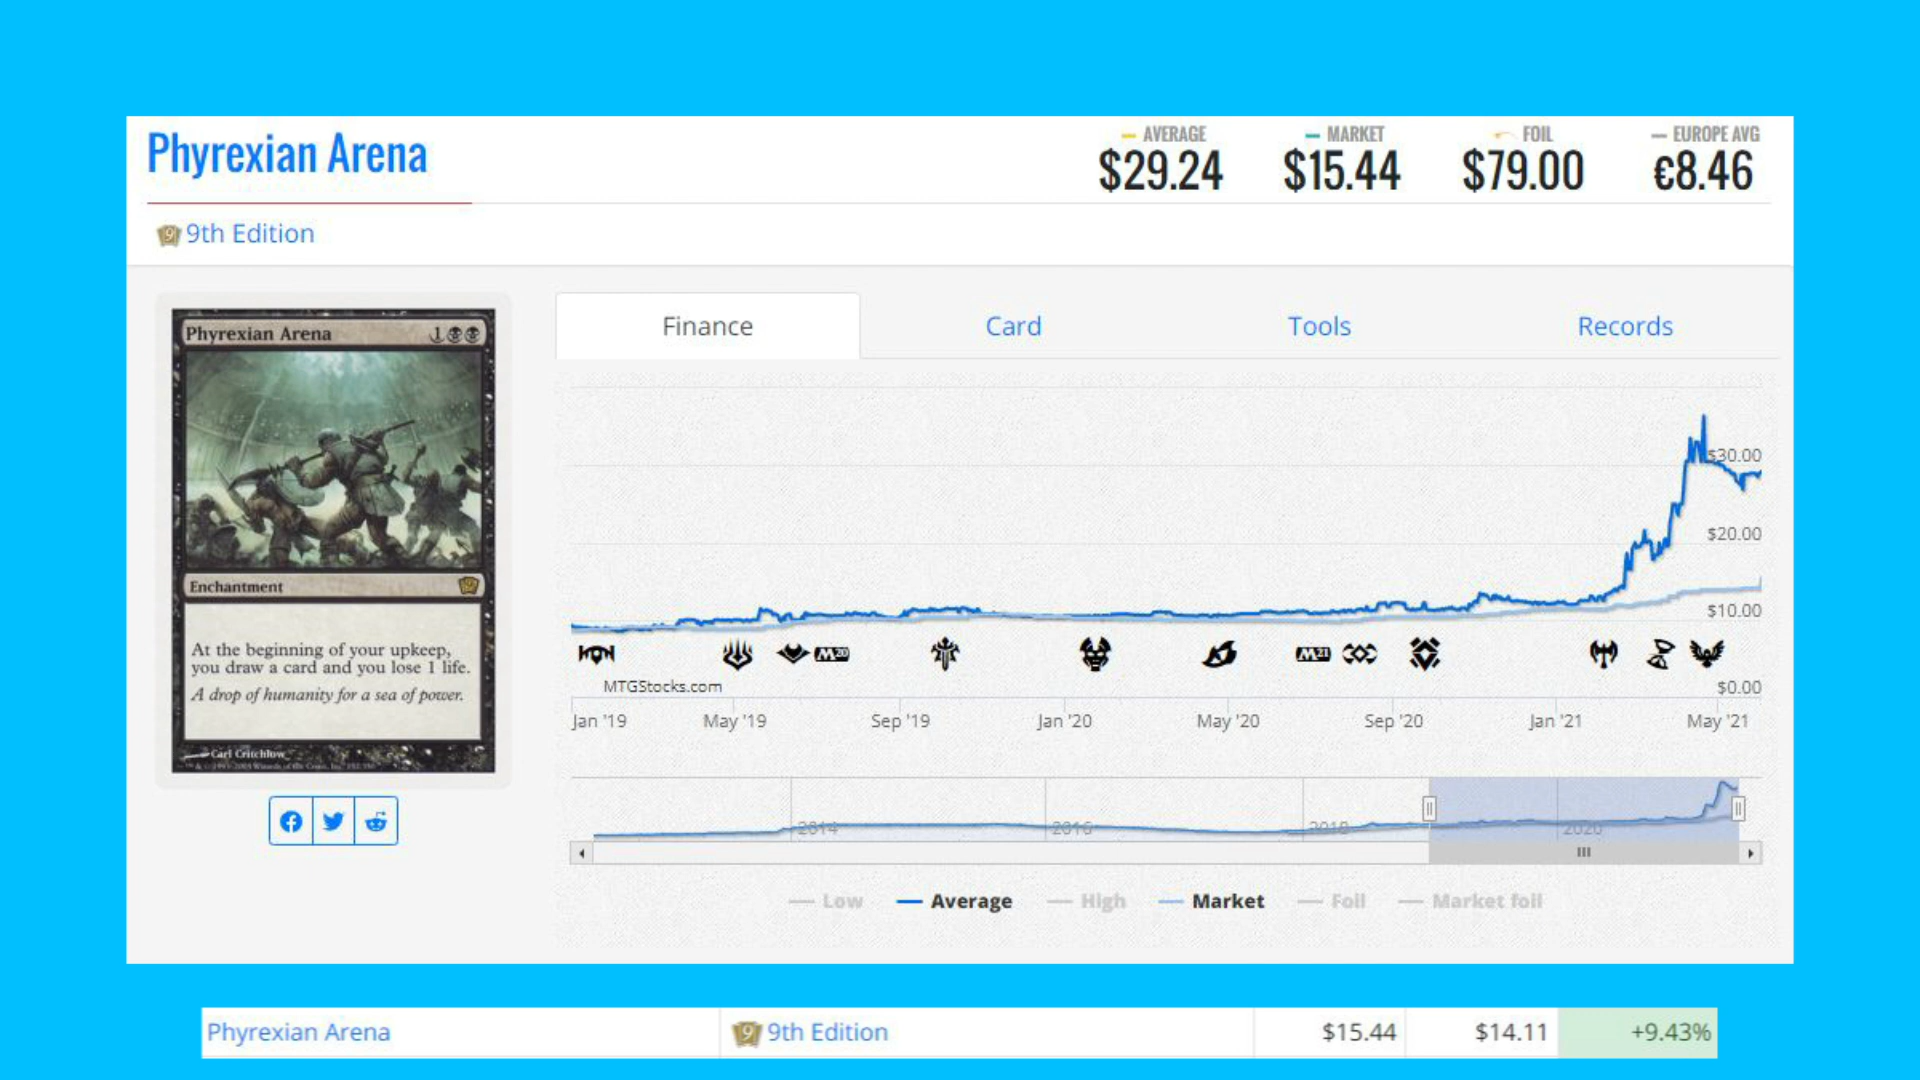 Phyrexian Arena
AVERAGE
$29.24
MARKET
$15.44
FOIL
$79.00
EUROPE AVG
€8.46
9th Edition
Phyrexian Arena 1
Enchantment
At the beginning of your upkeep,
you draw a card and you lose 1 life.
A drop of humanity for a sea of power.
Carl Critchlow
Finance
Card
Tools
Records
$30.00
$20.00
$10.00
$0.00
M20
M21
MTGStocks.com
Jan '19
May '19
Sep '19
Jan '20
May '20
Sep '20
Jan '21
May '21
2014
2016
2018
2020
Low
Average
High
Market
Foil
Market foil
Phyrexian Arena
9th Edition
$15.44
$14.11
+9.43%